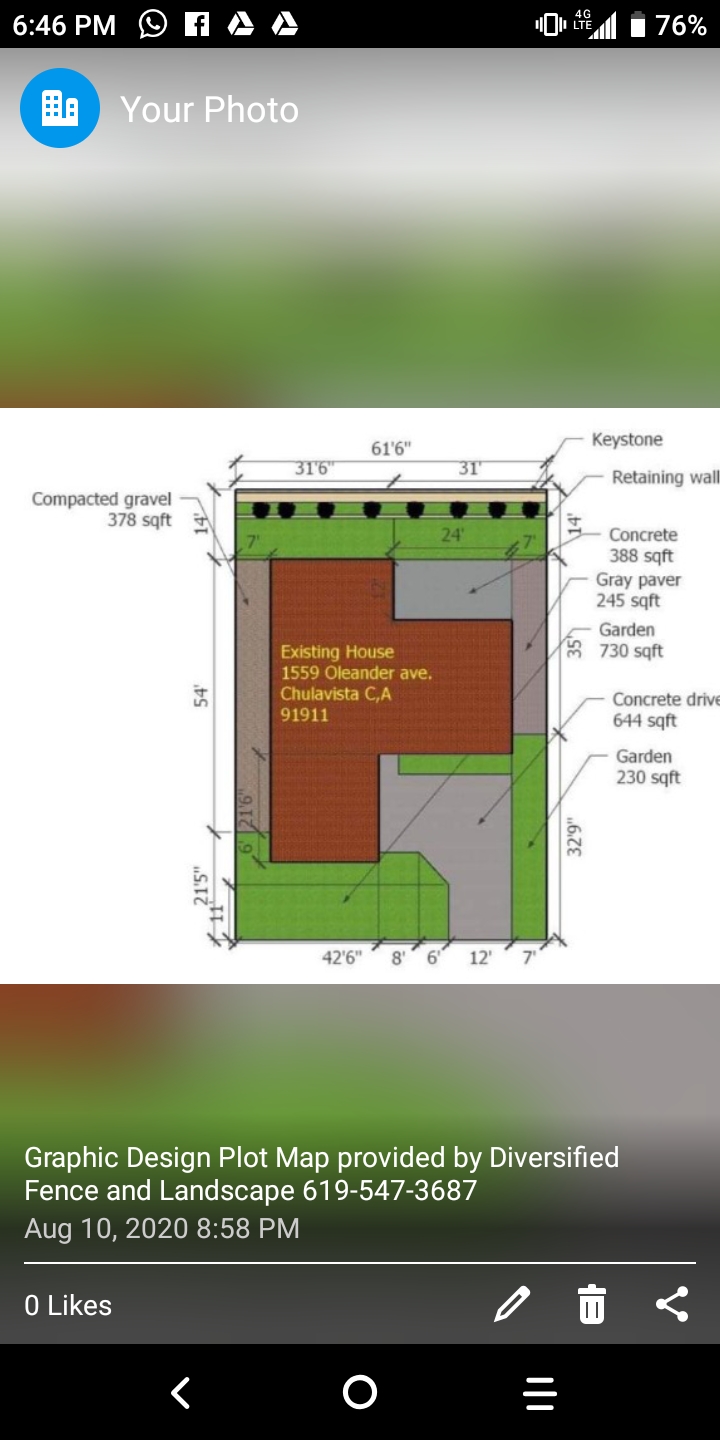 6:46 PM
4G
LTE
76%
Your Photo
61'6"
31'6"
31'
Keystone
Retaining wall
Compacted gravel
378 sqft
14'
14'
7'
24'
7'
Concrete
388 sqft
12'
Gray paver
245 sqft
Garden
730 sqft
35'
Existing House
1559 Oleander ave.
Chulavista C,A
91911
54'
Concrete drive
644 sqft
Garden
230 sqft
21'6"
6'
32'9"
21'5"
11'
42'6"
8'
6'
12'
7'
Graphic Design Plot Map provided by Diversified
Fence and Landscape 619-547-3687
Aug 10, 2020 8:58 PM
0 Likes